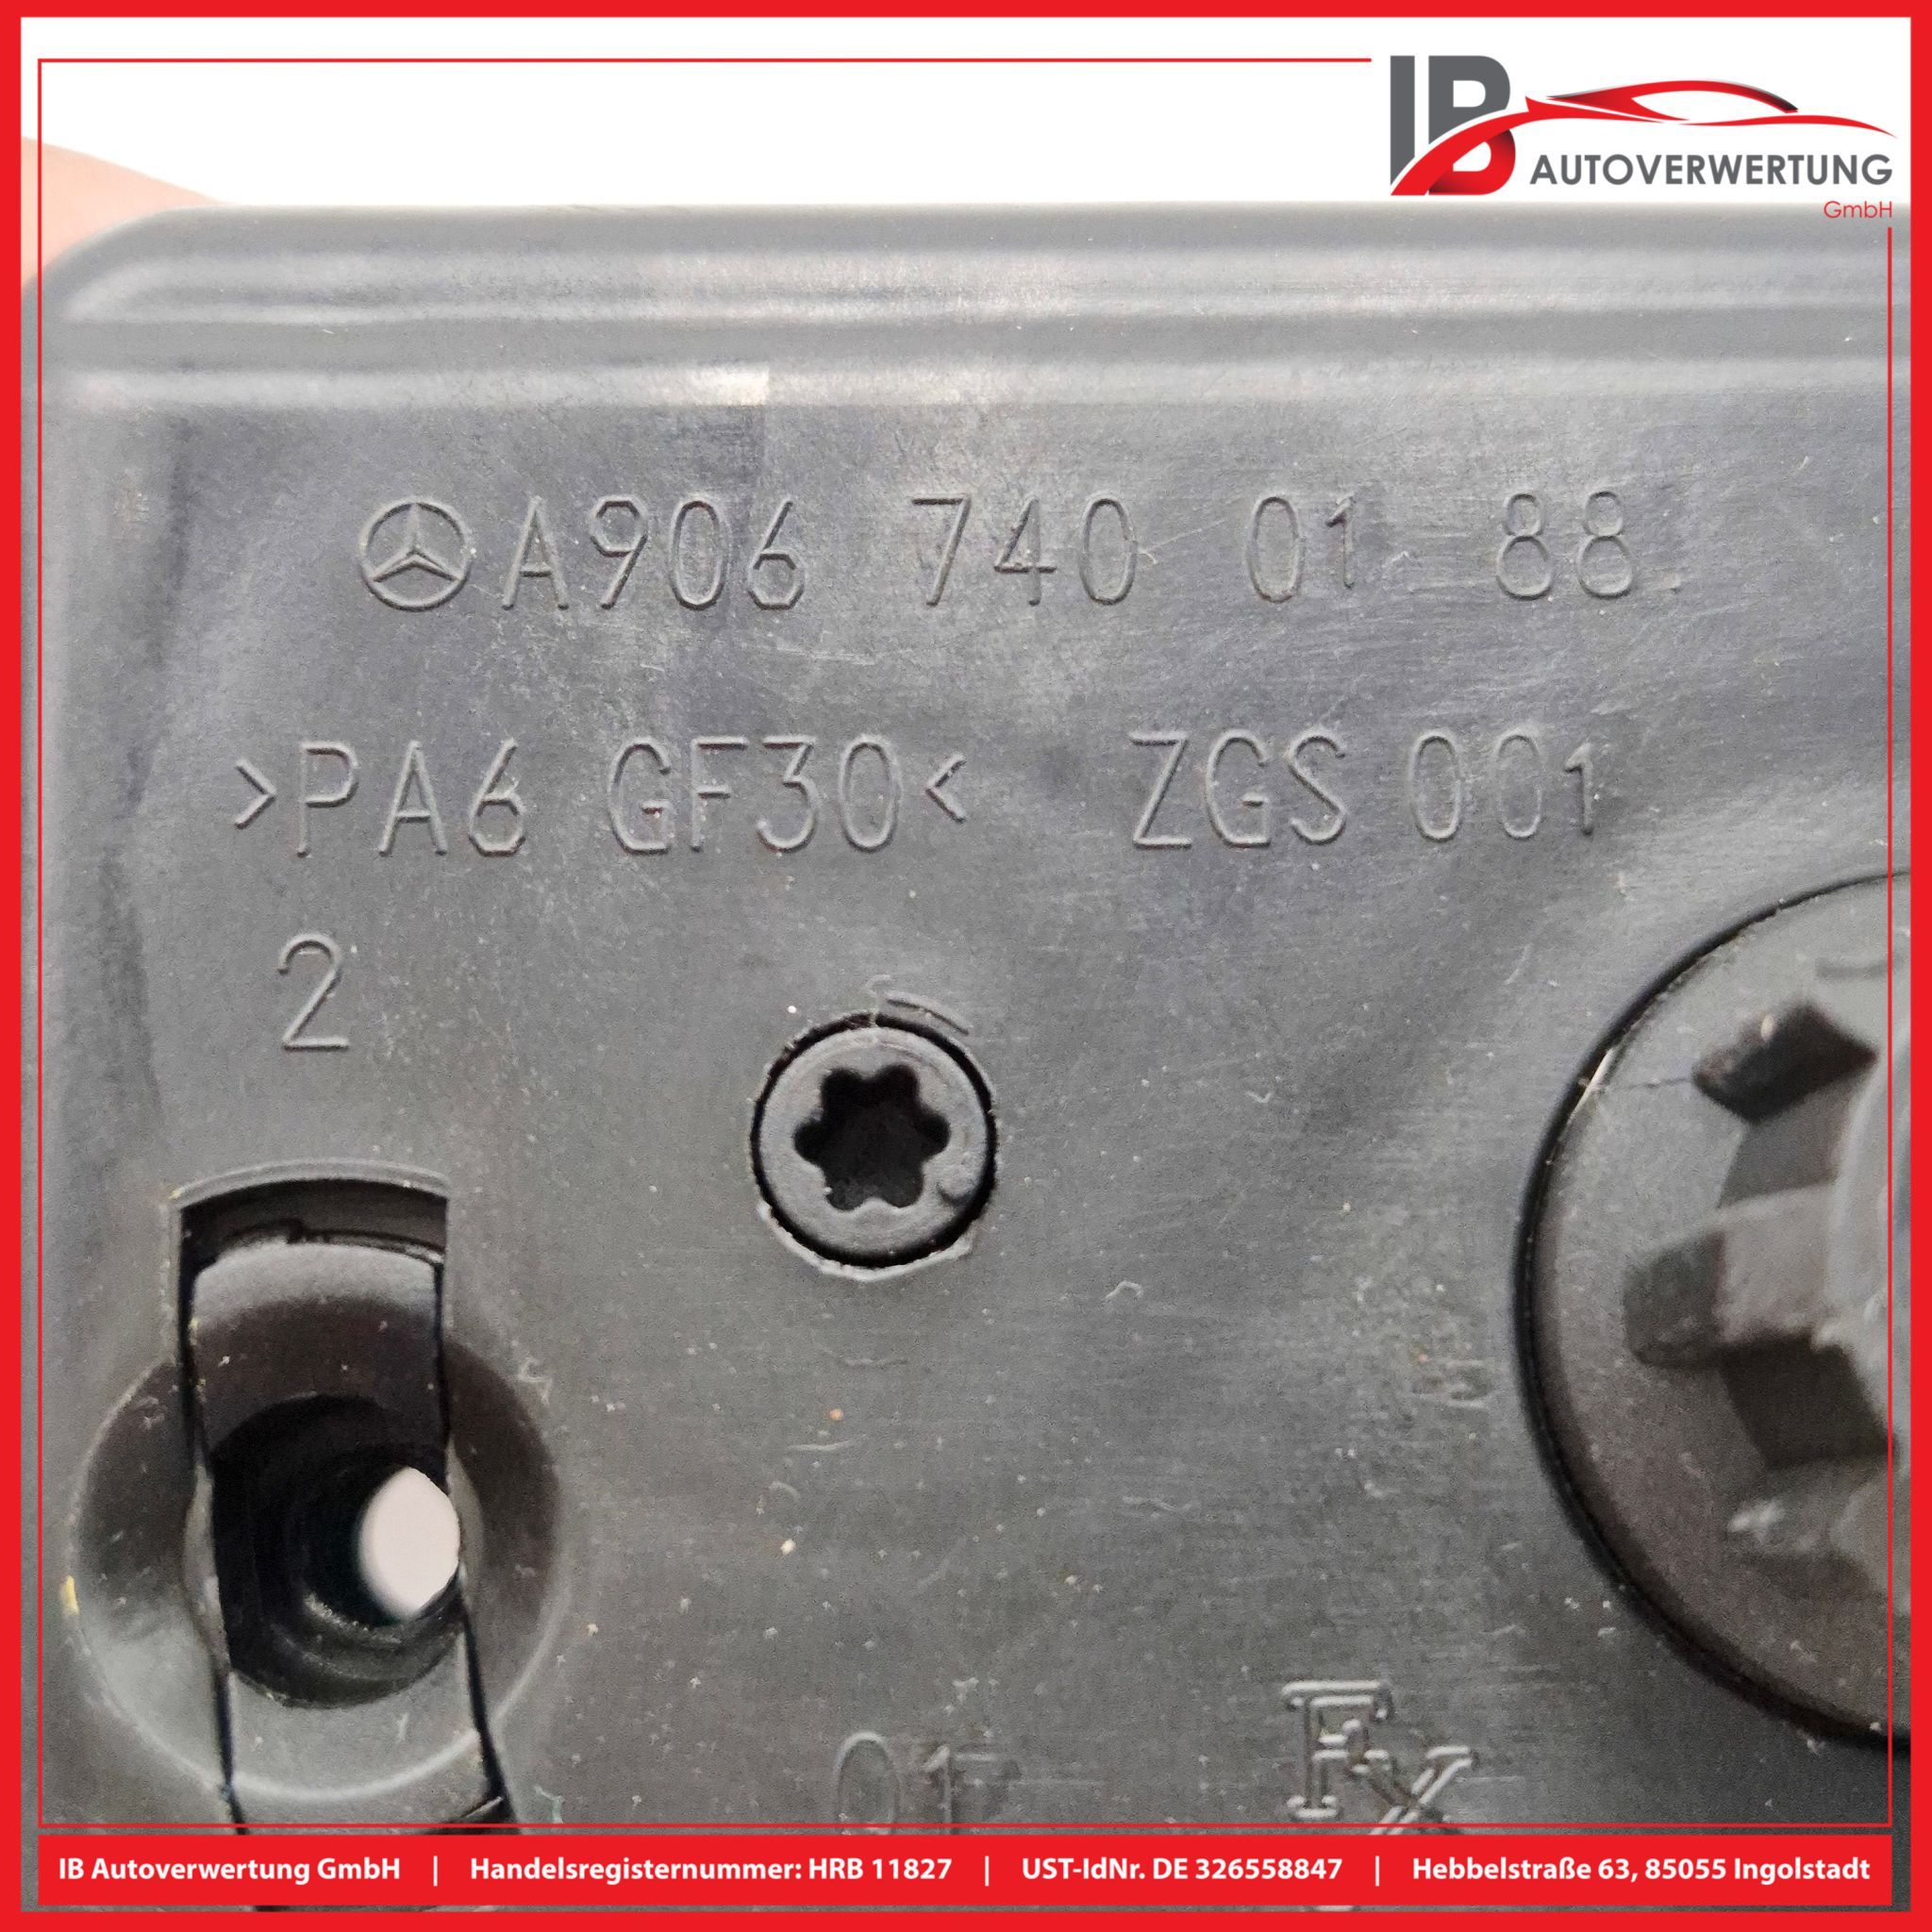 IB
AUTOVERWERTUNG
GmbH
A906 740 01 88
>PA6 GF30< ZGS 001
2
01
IB Autoverwertung GmbH | Handelsregisternummer: HRB 11827 | UST-IdNr. DE 326558847 | Hebbelstraße 63, 85055 Ingolstadt